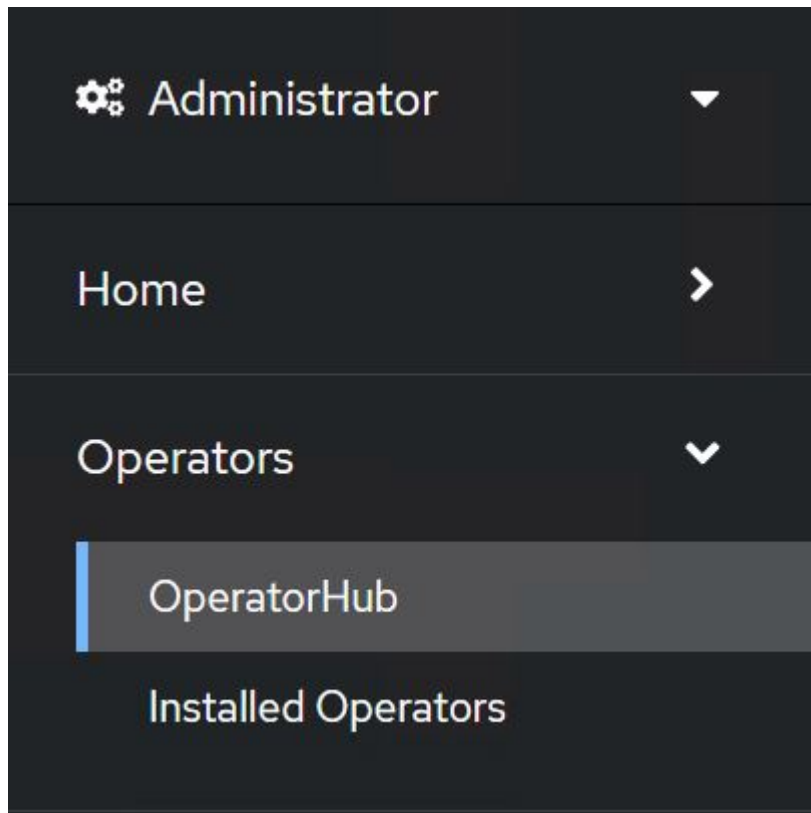 Administrator
Home
Operators
OperatorHub
Installed Operators